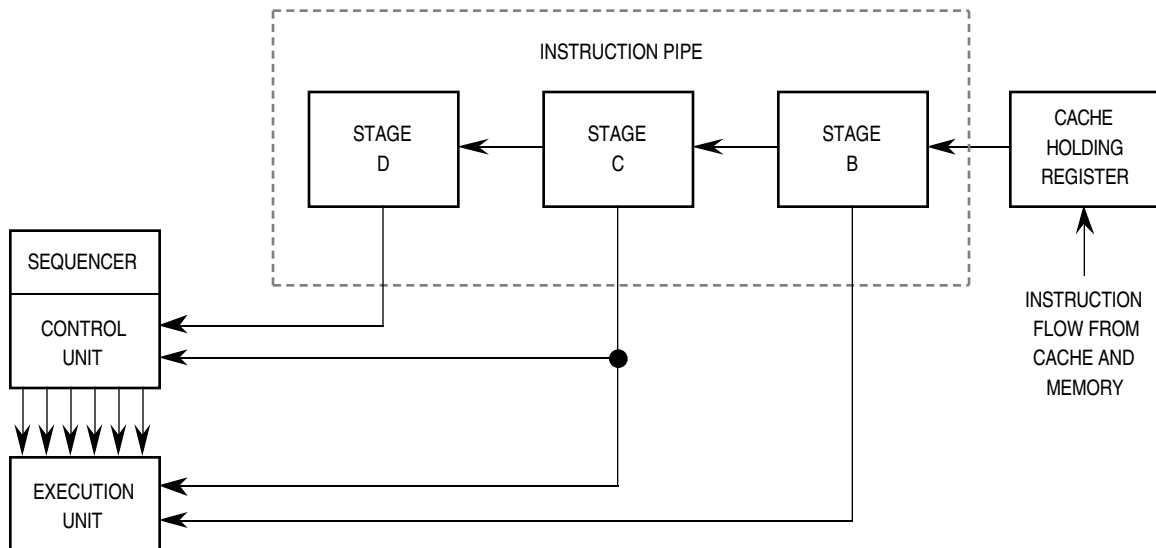 INSTRUCTION PIPE
STAGE
D
STAGE
C
STAGE
B
CACHE
HOLDING
REGISTER
SEQUENCER
CONTROL
UNIT
INSTRUCTION
FLOW FROM
CACHE AND
MEMORY
EXECUTION
UNIT